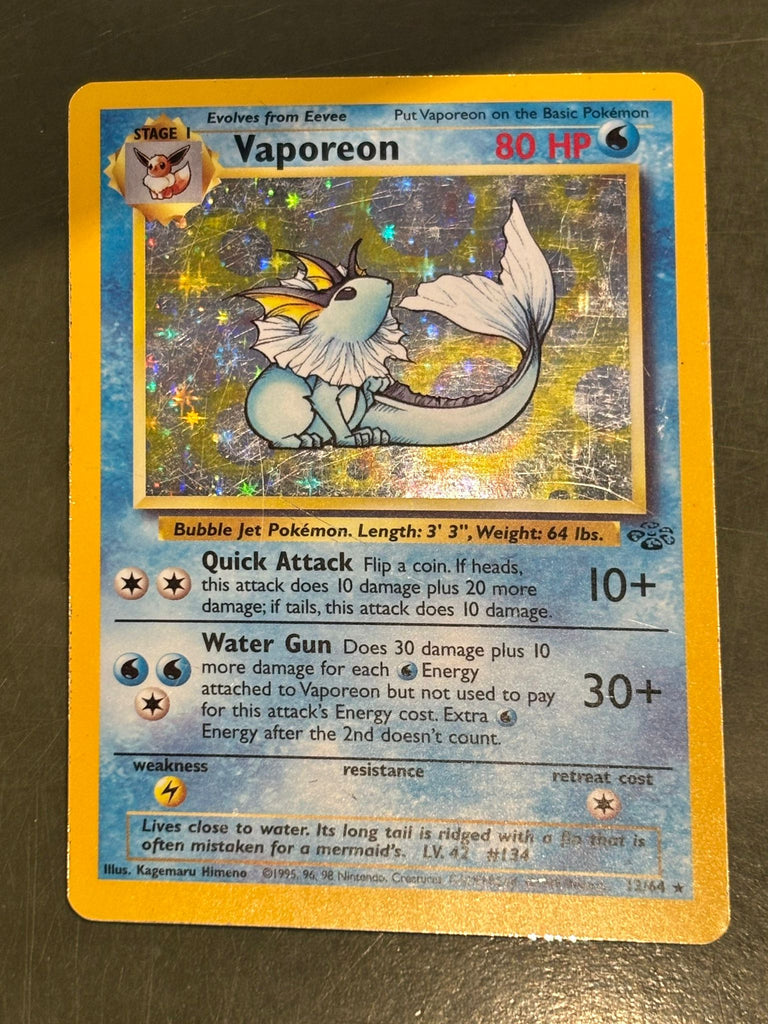 Evolves from Eevee Put Vaporeon on the Basic Pokémon
STAGE 1
Vaporeon 80 HP
Bubble Jet Pokémon. Length: 3' 3", Weight: 64 lbs.
Quick Attack Flip a coin. If heads,
this attack does 10 damage plus 20 more
damage; if tails, this attack does 10 damage.
10+
Water Gun Does 30 damage plus 10
more damage for each Energy
attached to Vaporeon but not used to pay
for this attack's Energy cost. Extra
Energy after the 2nd doesn't count.
30+
weakness resistance retreat cost
Lives close to water. Its long tail is ridged with a fin that is
often mistaken for a mermaid's. LV. 42 #134
Illus. Kagemaru Himeno ©1995, 96, 98 Nintendo, Creatures, 12/64